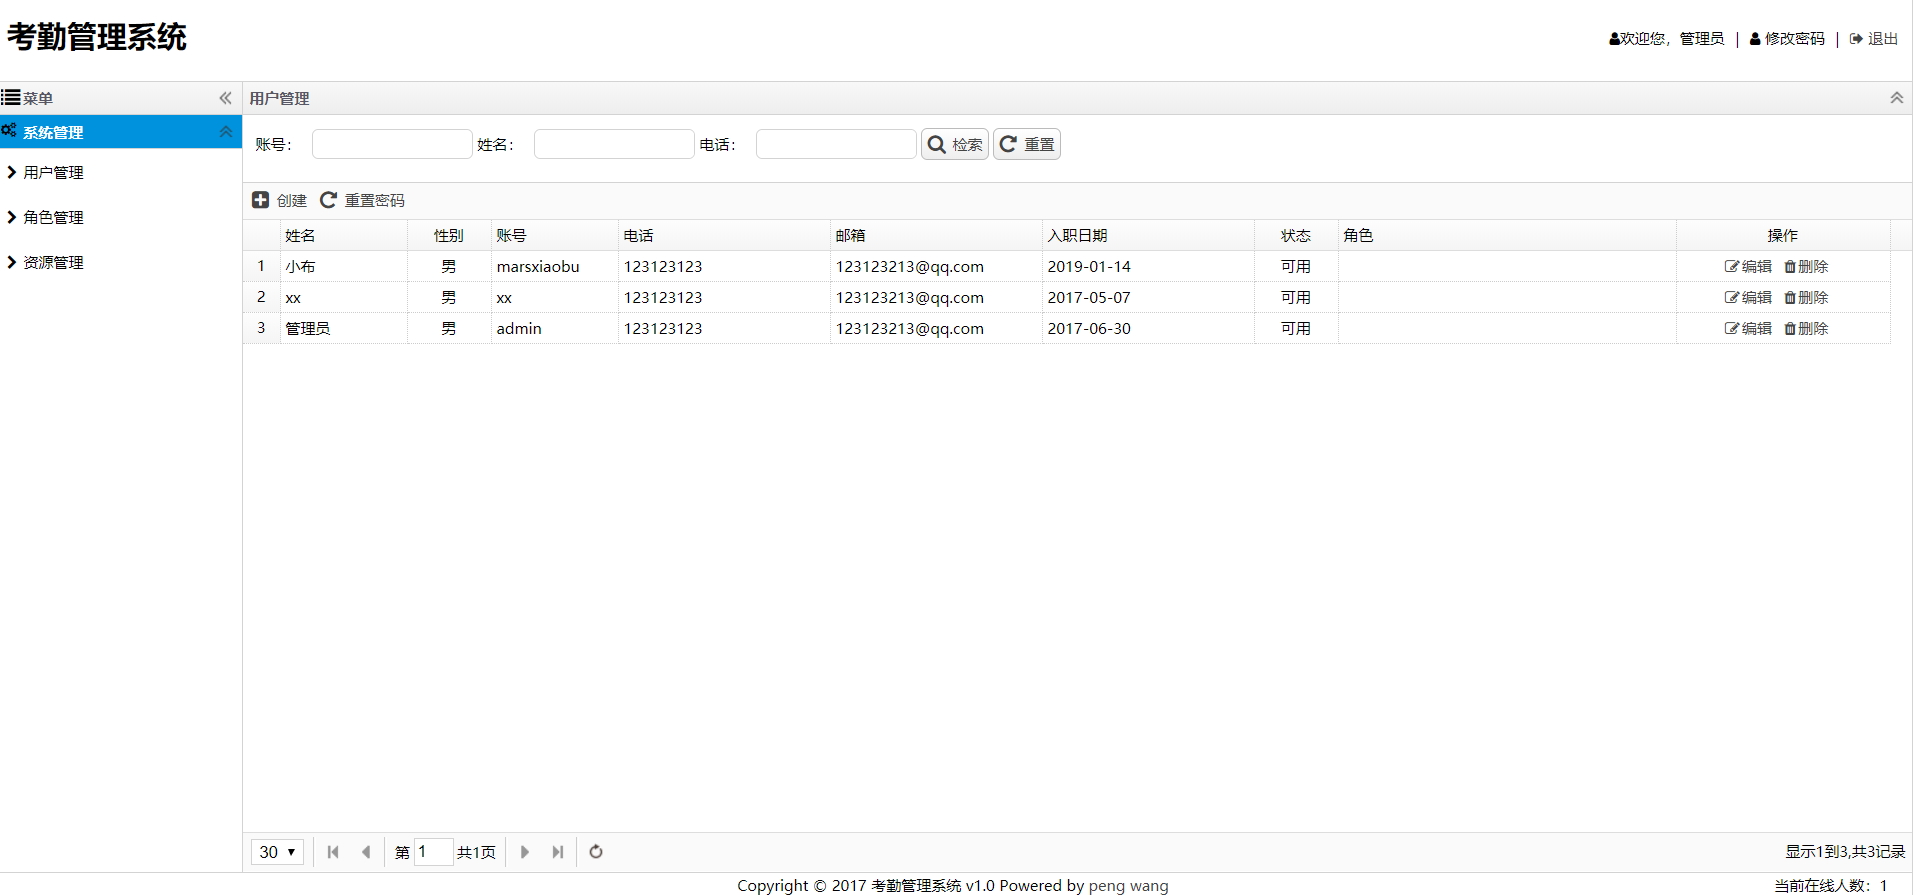 考勤管理系统
欢迎您，管理员 | 修改密码 | 退出
菜单
系统管理
用户管理
角色管理
资源管理
用户管理
账号： 姓名： 电话： 检索 重置
创建 重置密码
姓名 性别 账号 电话 邮箱 入职日期 状态 角色 操作
1 小布 男 marsxiaobu 123123123 123123213@qq.com 2019-01-14 可用 编辑 删除
2 xx 男 xx 123123123 123123213@qq.com 2017-05-07 可用 编辑 删除
3 管理员 男 admin 123123123 123123213@qq.com 2017-06-30 可用 编辑 删除
30 第 1 共1页 显示1到3,共3记录
Copyright © 2017 考勤管理系统 v1.0 Powered by peng wang 当前在线人数：1